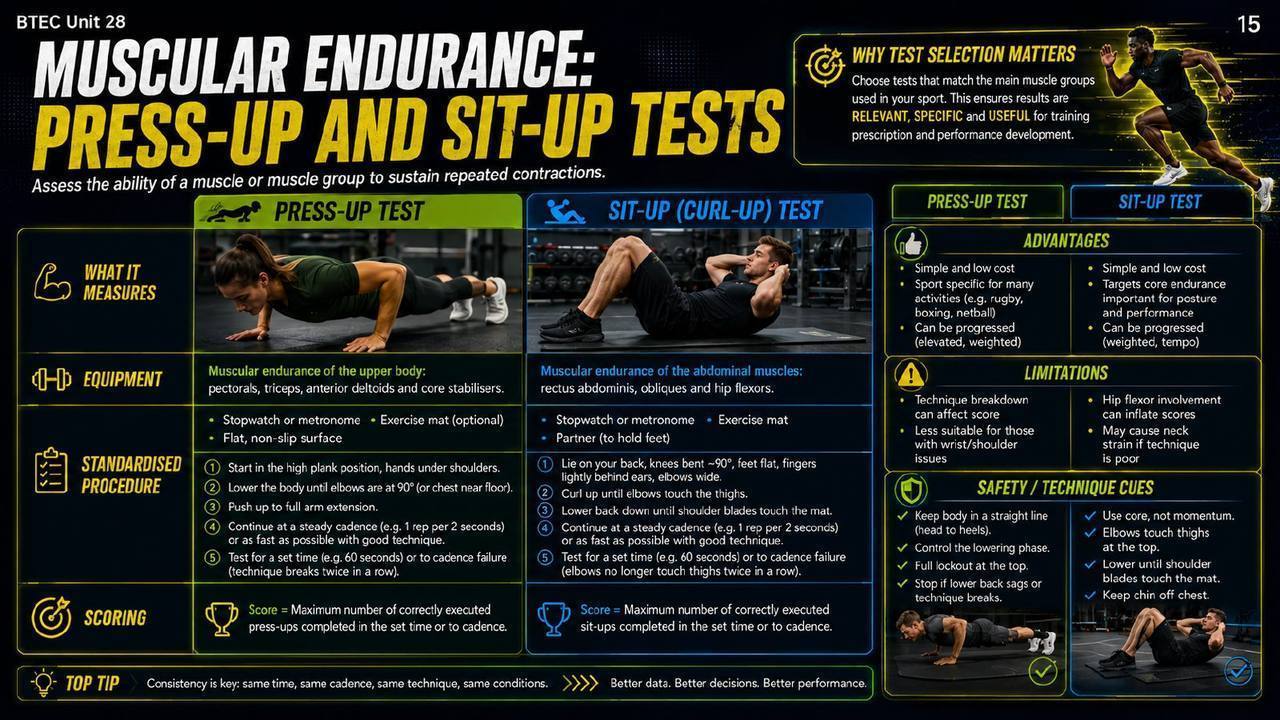 BTEC Unit 28
15
MUSCULAR ENDURANCE:
PRESS-UP AND SIT-UP TESTS
Assess the ability of a muscle or muscle group to sustain repeated contractions.
WHY TEST SELECTION MATTERS
Choose tests that match the main muscle groups
used in your sport. This ensures results are
RELEVANT, SPECIFIC and USEFUL for training
prescription and performance development.
PRESS-UP TEST
SIT-UP (CURL-UP) TEST
WHAT IT
MEASURES
EQUIPMENT
Muscular endurance of the upper body:
pectorals, triceps, anterior deltoids and core stabilisers.
Muscular endurance of the abdominal muscles:
rectus abdominis, obliques and hip flexors.
• Stopwatch or metronome • Exercise mat (optional)
• Flat, non-slip surface
• Stopwatch or metronome • Exercise mat
• Partner (to hold feet)
STANDARDISED
PROCEDURE
1 Start in the high plank position, hands under shoulders.
2 Lower the body until elbows are at 90° (or chest near floor).
3 Push up to full arm extension.
4 Continue at a steady cadence (e.g. 1 rep per 2 seconds)
or as fast as possible with good technique.
5 Test for a set time (e.g. 60 seconds) or to cadence failure
(technique breaks twice in a row).
1 Lie on your back, knees bent ~90°, feet flat, fingers
lightly behind ears, elbows wide.
2 Curl up until elbows touch the thighs.
3 Lower back down until shoulder blades touch the mat.
4 Continue at a steady cadence (e.g. 1 rep per 2 seconds)
or as fast as possible with good technique.
5 Test for a set time (e.g. 60 seconds) or to cadence failure
(elbows no longer touch thighs twice in a row).
SCORING
Score = Maximum number of correctly executed
press-ups completed in the set time or to cadence.
Score = Maximum number of correctly executed
sit-ups completed in the set time or to cadence.
TOP TIP
Consistency is key: same time, same cadence, same technique, same conditions.
Better data. Better decisions. Better performance.
PRESS-UP TEST
SIT-UP TEST
ADVANTAGES
• Simple and low cost
• Sport specific for many
activities (e.g. rugby,
boxing, netball)
• Can be progressed
(elevated, weighted)
• Simple and low cost
• Targets core endurance
important for posture
and performance
• Can be progressed
(weighted, tempo)
LIMITATIONS
• Technique breakdown
can affect score
• Less suitable for those
with wrist/shoulder
issues
• Hip flexor involvement
can inflate scores
• May cause neck
strain if technique
is poor
SAFETY / TECHNIQUE CUES
✓ Keep body in a straight line
(head to heels).
✓ Control the lowering phase.
✓ Full lockout at the top.
✓ Stop if lower back sags or
technique breaks.
✓ Use core, not momentum.
✓ Elbows touch thighs
at the top.
✓ Lower until shoulder
blades touch the mat.
✓ Keep chin off chest.